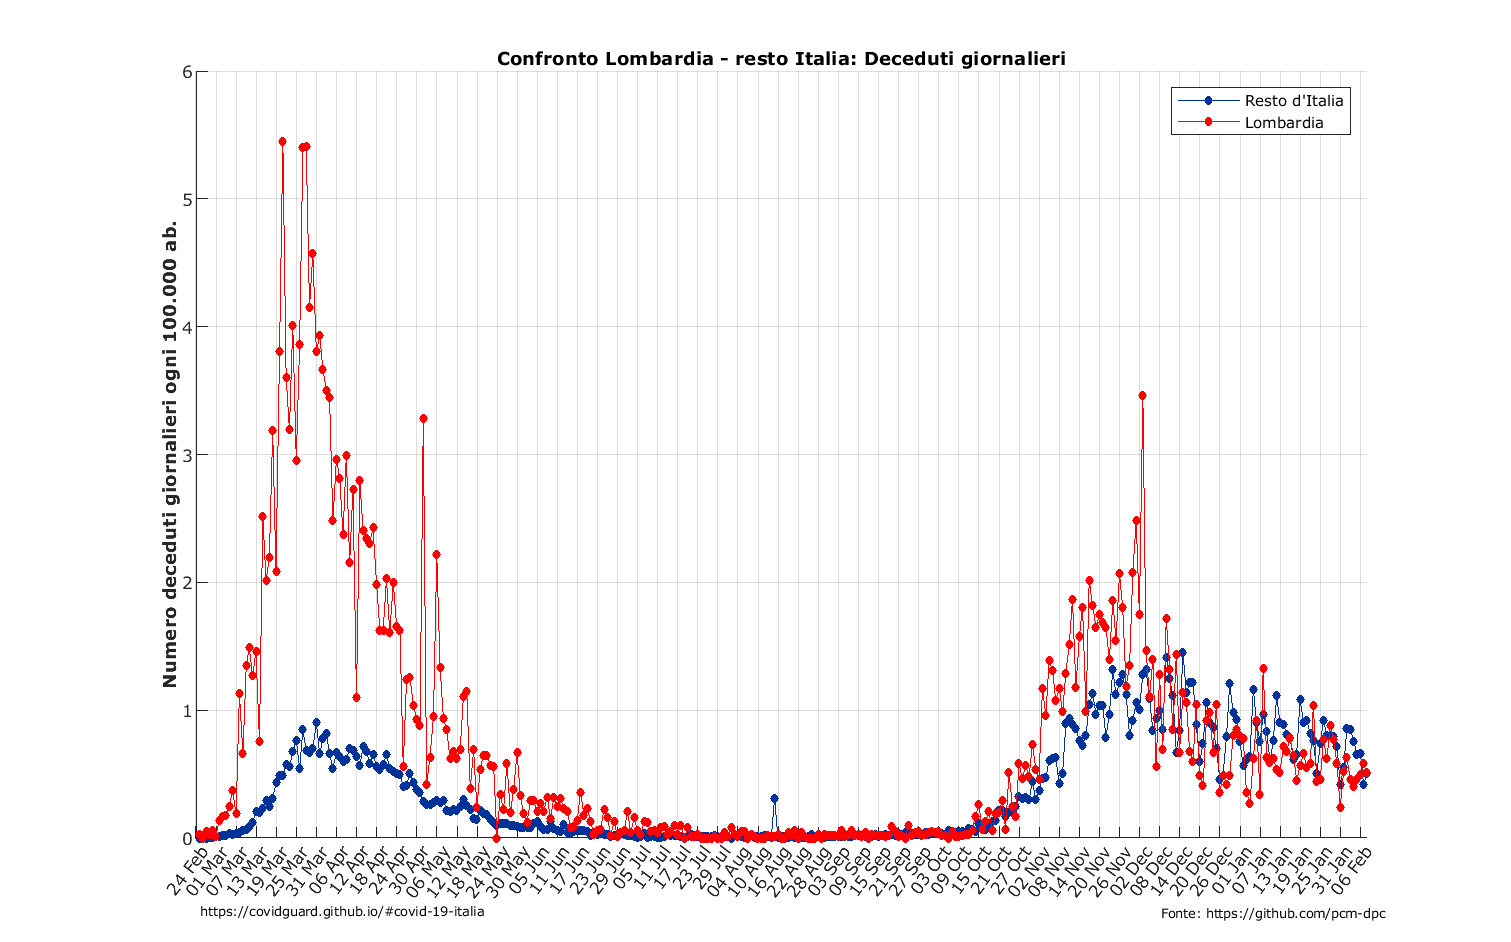 Confronto Lombardia - resto Italia: Deceduti giornalieri
Resto d'Italia
Lombardia
Numero deceduti giornalieri ogni 100.000 ab.
6
5
4
3
2
1
0
24 Feb
01 Mar
07 Mar
13 Mar
19 Mar
25 Mar
31 Mar
06 Apr
12 Apr
18 Apr
24 Apr
30 Apr
06 May
12 May
18 May
24 May
30 May
05 Jun
11 Jun
17 Jun
23 Jun
29 Jun
05 Jul
11 Jul
17 Jul
23 Jul
29 Jul
04 Aug
10 Aug
16 Aug
22 Aug
28 Aug
03 Sep
09 Sep
15 Sep
21 Sep
27 Sep
03 Oct
09 Oct
15 Oct
21 Oct
27 Oct
02 Nov
08 Nov
14 Nov
20 Nov
26 Nov
02 Dec
08 Dec
14 Dec
20 Dec
26 Dec
01 Jan
07 Jan
13 Jan
19 Jan
25 Jan
31 Jan
06 Feb
https://covidguard.github.io/#covid-19-italia
Fonte: https://github.com/pcm-dpc